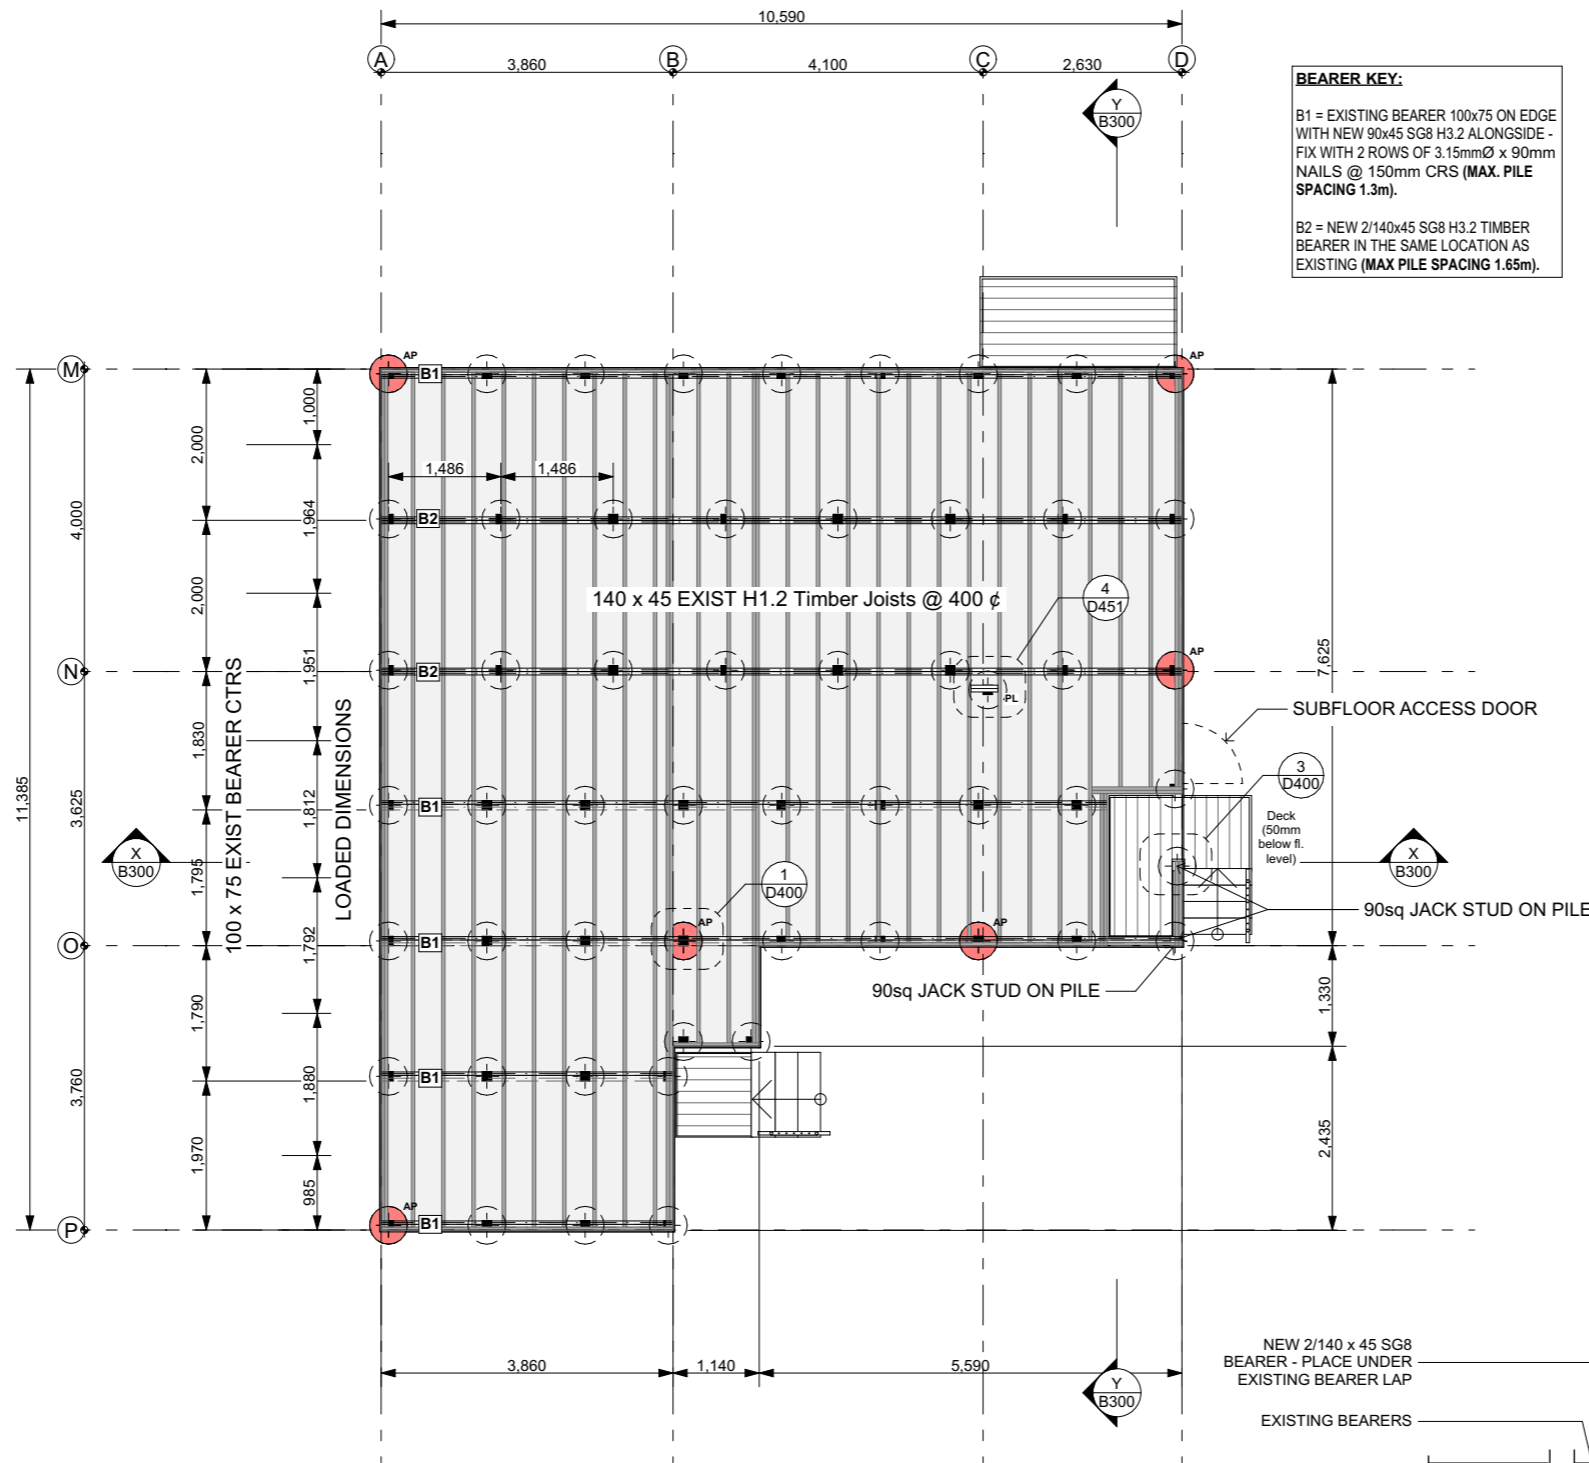 10,590
A
B
C
D
3,860
4,100
2,630
Y
B300
BEARER KEY:
B1 = EXISTING BEARER 100x75 ON EDGE
WITH NEW 90x45 SG8 H3.2 ALONGSIDE -
FIX WITH 2 ROWS OF 3.15mmØ x 90mm
NAILS @ 150mm CRS (MAX. PILE
SPACING 1.3m).
B2 = NEW 2/140x45 SG8 H3.2 TIMBER
BEARER IN THE SAME LOCATION AS
EXISTING (MAX PILE SPACING 1.65m).
M
N
O
P
11,385
4,000
3,625
3,760
2,000
2,000
1,830
1,795
1,790
1,970
100 x 75 EXIST BEARER CTRS
1,000
1,964
1,951
1,812
1,792
1,880
985
LOADED DIMENSIONS
AP
B1
AP
1,486
1,486
B2
140 x 45 EXIST H1.2 Timber Joists @ 400 ¢
4
D451
B2
AP
PL
7,625
SUBFLOOR ACCESS DOOR
3
D400
B1
Deck
(50mm
below fl.
level)
X
B300
X
B300
1
D400
90sq JACK STUD ON PILE
B1
AP
AP
90sq JACK STUD ON PILE
1,330
B1
2,435
AP
B1
3,860
1,140
5,590
Y
B300
NEW 2/140 x 45 SG8
BEARER - PLACE UNDER
EXISTING BEARER LAP
EXISTING BEARERS